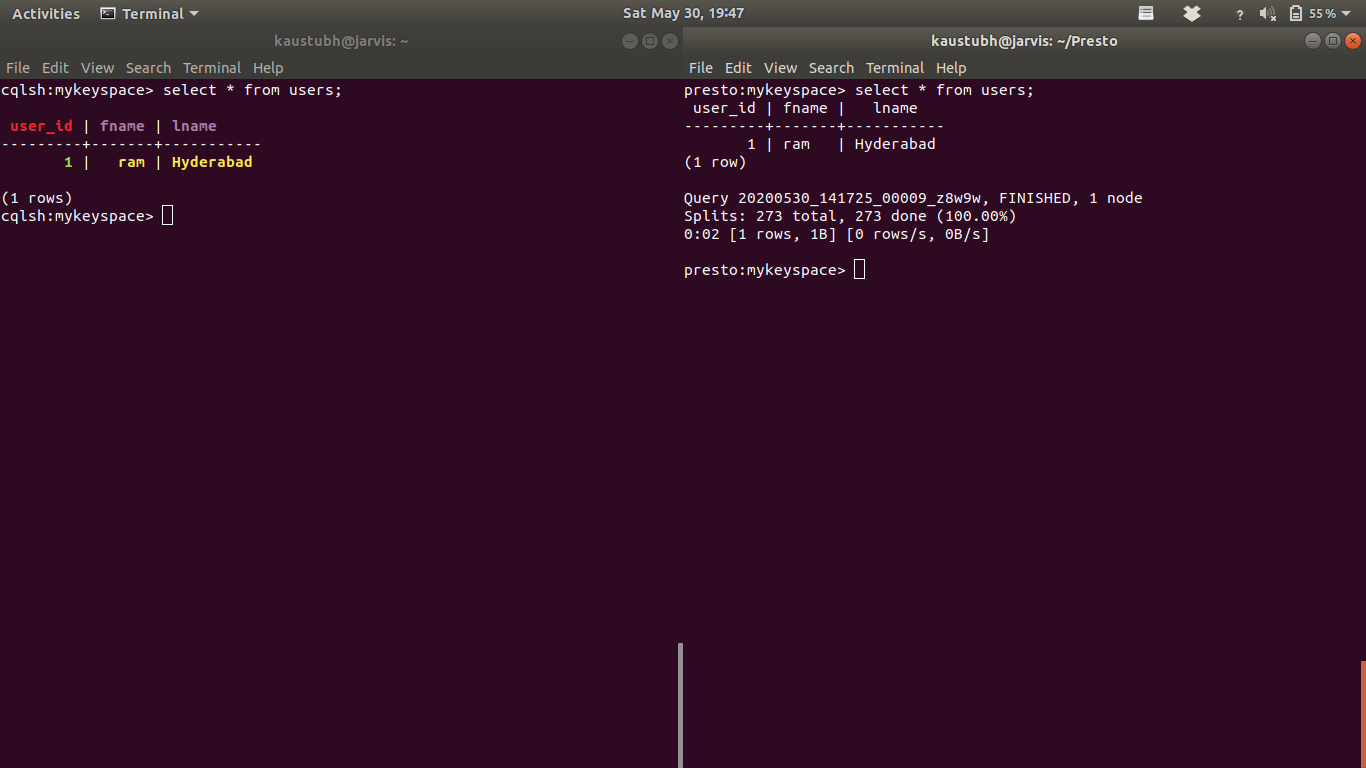 Activities Terminal Sat May 30, 19:47 ? 55%
kaustubh@jarvis: ~
File Edit View Search Terminal Help
cqlsh:mykeyspace> select * from users;

 user_id | fname | lname
---------+-------+-----------
       1 |   ram | Hyderabad

(1 rows)
cqlsh:mykeyspace>
kaustubh@jarvis: ~/Presto
File Edit View Search Terminal Help
presto:mykeyspace> select * from users;
 user_id | fname |   lname
---------+-------+-----------
       1 | ram   | Hyderabad
(1 row)

Query 20200530_141725_00009_z8w9w, FINISHED, 1 node
Splits: 273 total, 273 done (100.00%)
0:02 [1 rows, 1B] [0 rows/s, 0B/s]

presto:mykeyspace>